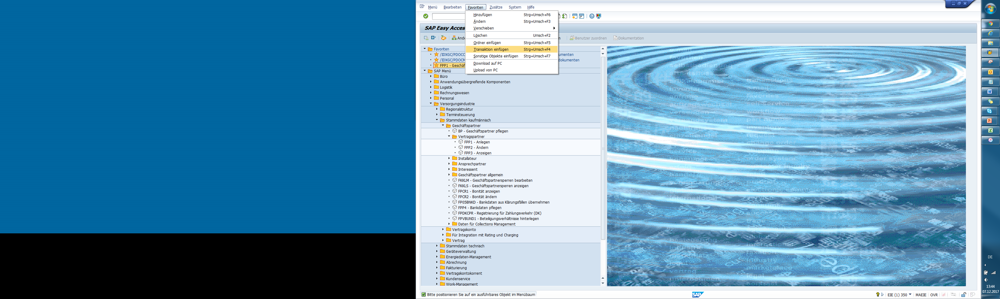 Menü Bearbeiten Favoriten Zusätze System Hilfe
Hinzufügen Strg+Umsch+F6
Ändern Strg+Umsch+F3
Verschieben
Löschen Umsch+F2
Ordner einfügen Strg+Umsch+F5
Transaktion einfügen Strg+Umsch+F4
Sonstige Objekte einfügen Strg+Umsch+F7
Download auf PC
Upload von PC
SAP Easy Acces
Ande n Benutzer zuordnen Dokumentation
Favoriten
/IDXGC/PDOCC umenten
/IDXGC/PDOCM dokumenten
FPP1 - Geschäf
SAP Menü
Büro
Anwendungsübergreifende Komponenten
Logistik
Rechnungswesen
Personal
Versorgungsindustrie
Regionalstruktur
Terminsteuerung
Stammdaten kaufmännisch
Geschäftspartner
BP - Geschäftspartner pflegen
Vertragspartner
FPP1 - Anlegen
FPP2 - Ändern
FPP3 - Anzeigen
Installateur
Ansprechpartner
Interessent
Geschäftspartner allgemein
FKKLM - Geschäftspartnersperren bearbeiten
FKKLS - Geschäftspartnersperren anzeigen
FPCR1 - Bonität anzeigen
FPCR2 - Bonität ändern
FP05BNKD - Bankdaten aus Klärungsfällen übernehmen
FPP4 - Bankdaten pflegen
FPDKCPR - Registrierung für Zahlungsverkehr (DK)
FPVBUND1 - Beteiligungsverhältnisse hinterlegen
Daten für Collections Management
Vertragskonto
Für Integration mit Rating und Charging
Vertrag
Stammdaten technisch
Geräteverwaltung
Energiedaten-Management
Abrechnung
Fakturierung
Vertragskontokorrent
Kundenservice
Work-Management
Bitte positionieren Sie auf ein ausführbares Objekt im Menübaum
SAP
EIE (1) 350 MAEIE OVR
DE
13:44
07.12.2017